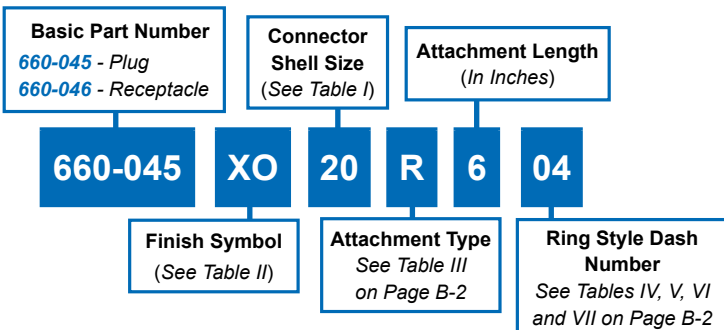 Basic Part Number
660-045 - Plug
660-046 - Receptacle
Connector
Shell Size
(See Table I)
Attachment Length
(In Inches)
660-045 XO 20 R 6 04
Finish Symbol
(See Table II)
Attachment Type
See Table III
on Page B-2
Ring Style Dash
Number
See Tables IV, V, VI
and VII on Page B-2